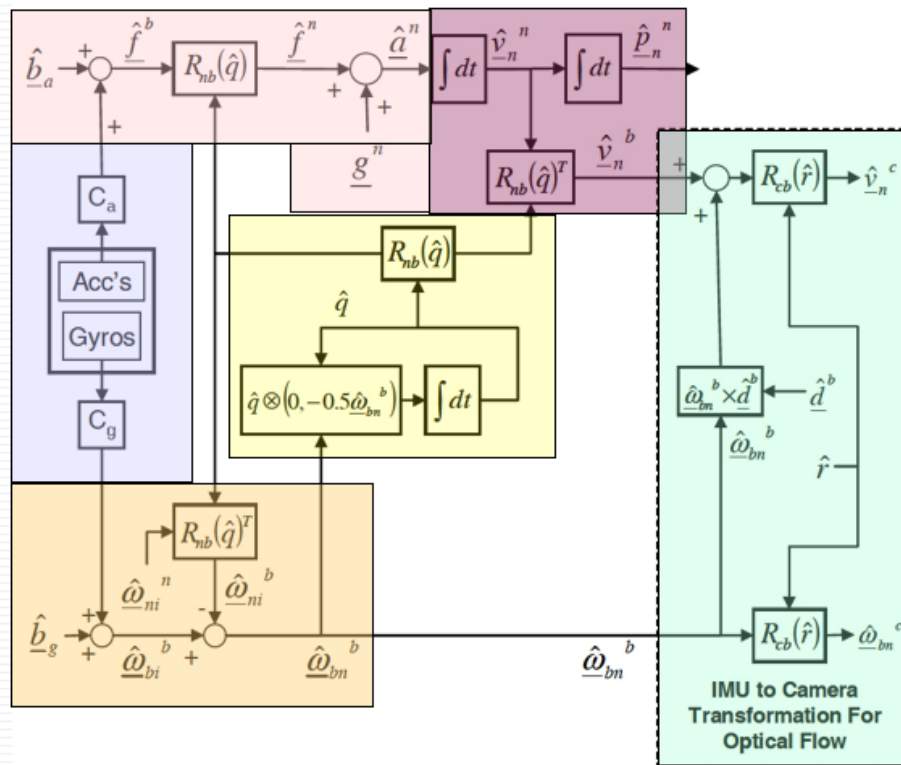 + f̂^b R_nb(q̂) f̂^n â^n ∫dt v̂_n^n ∫dt p̂_n^n
b̂_a + + +
g^n R_nb(q̂)^T v̂_n^b + R_cb(r̂) v̂_n^c
C_a +
R_nb(q̂)
Acc's
q̂
Gyros
q̂⊗(0,−0.5ω̂_bn^b) ∫dt ω̂_bn^b×d̂^b d̂^b
C_g
ω̂_bn^b
r̂
R_nb(q̂)^T
ω̂_ni^n ω̂_ni^b
b̂_g + - R_cb(r̂) ω̂_bn^c
+ ω̂_bi^b + ω̂_bn^b ω̂_bn^b
IMU to Camera
Transformation For
Optical Flow